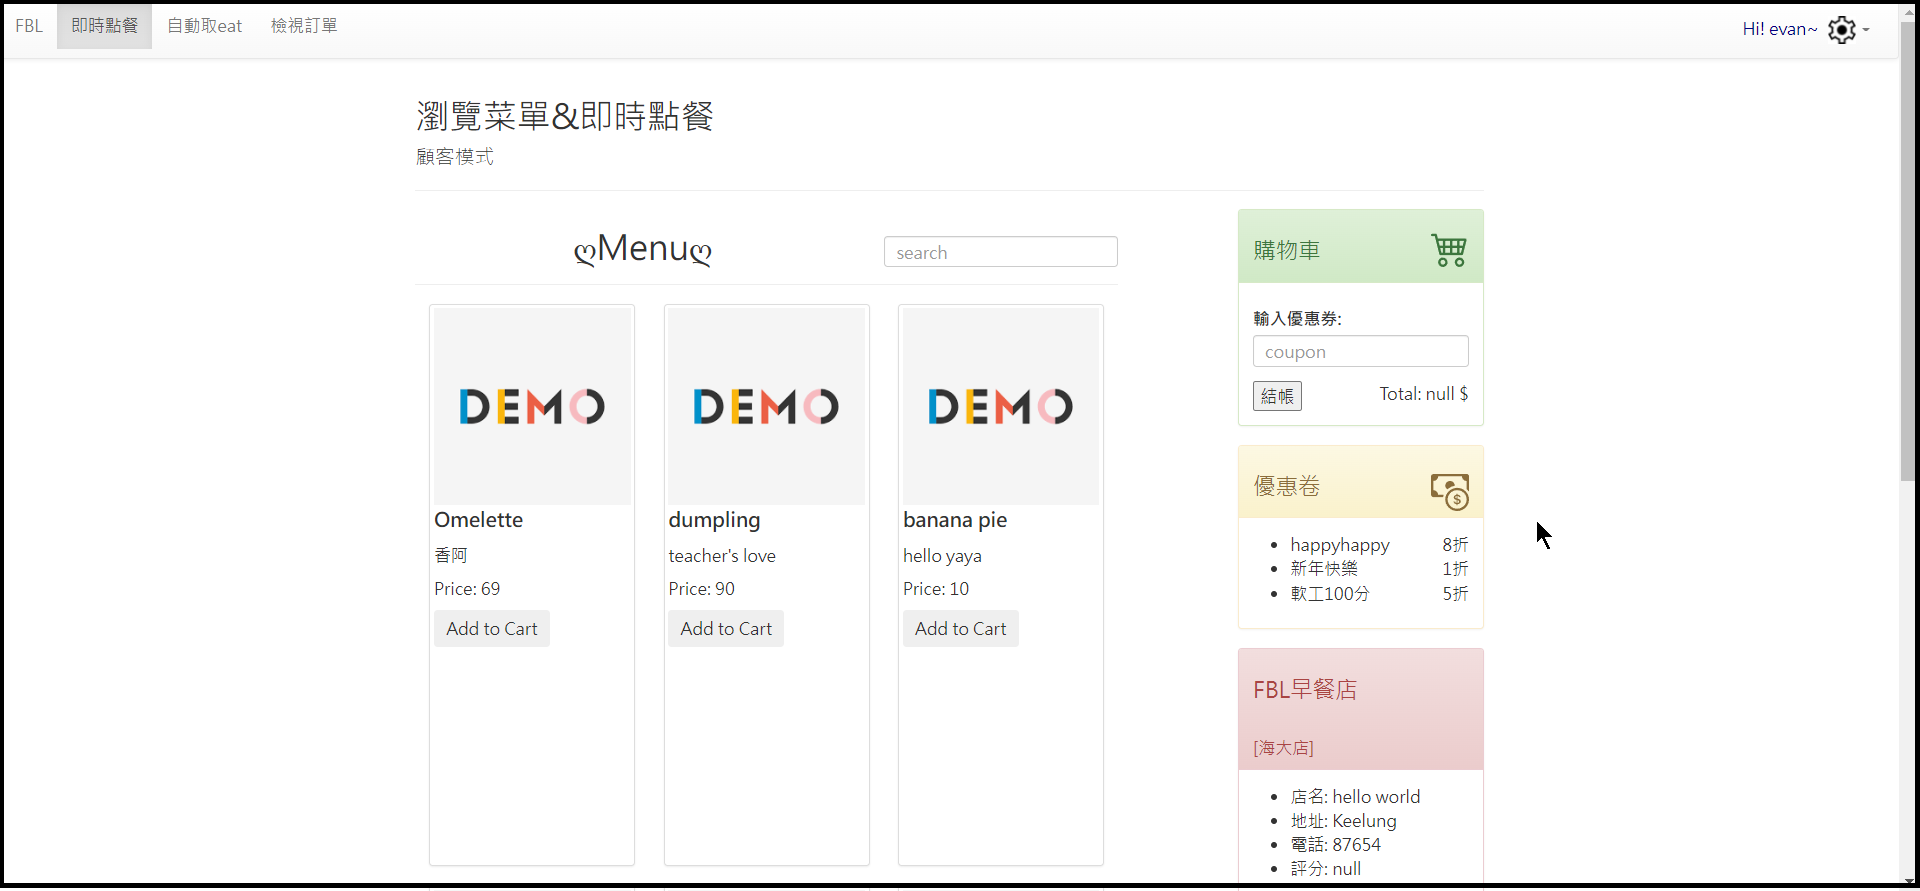 FBL 即時點餐 自動取eat 檢視訂單 Hi! evan~
瀏覽菜單&即時點餐
顧客模式
ღMenuღ
search
DEMO
Omelette
香阿
Price: 69
Add to Cart
DEMO
dumpling
teacher's love
Price: 90
Add to Cart
DEMO
banana pie
hello yaya
Price: 10
Add to Cart
購物車
輸入優惠券:
coupon
結帳 Total: null $
優惠卷
happyhappy 8折
新年快樂 1折
軟工100分 5折
FBL早餐店
[海大店]
店名: hello world
地址: Keelung
電話: 87654
評分: null